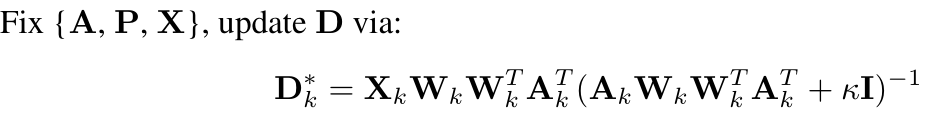 Fix {A, P, X}, update D via:
D*_k = X_k W_k W_k^T A_k^T (A_k W_k W_k^T A_k^T + κI)^{-1}